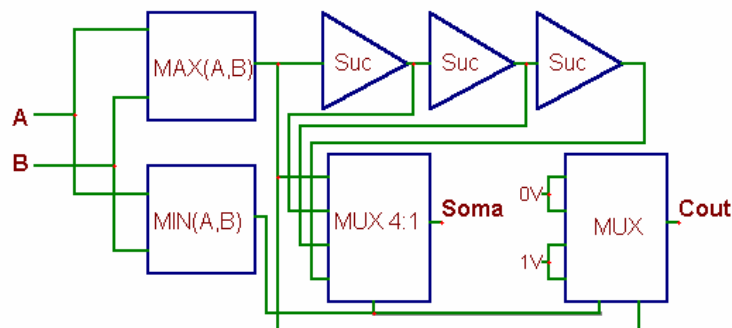 MAX(A,B)
Suc
Suc
Suc
A
B
MIN(A,B)
MUX 4:1
Soma
0V
1V
MUX
Cout